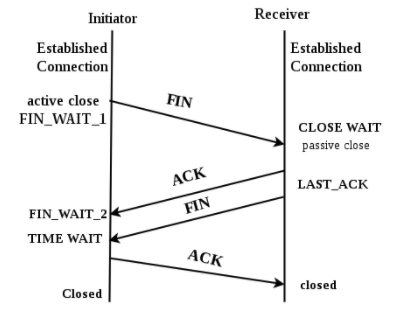 Initiator
Receiver
Established
Connection
Established
Connection
active close
FIN_WAIT_1
FIN
CLOSE WAIT
passive close
ACK
LAST_ACK
FIN_WAIT_2
FIN
TIME WAIT
ACK
Closed
closed